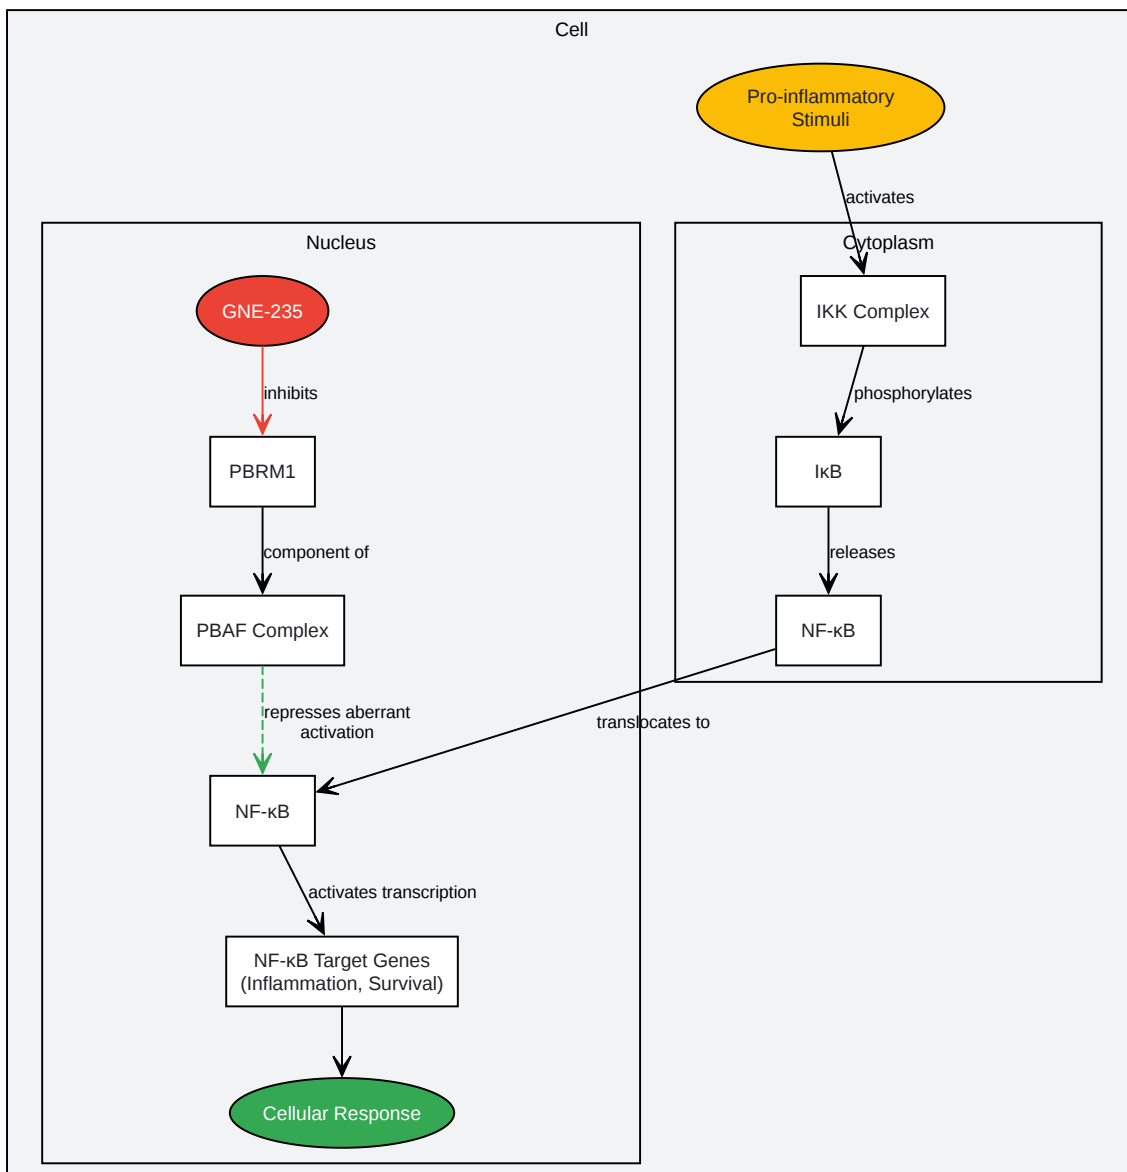 Cell
Pro-inflammatory
Stimuli
activates
Nucleus
Cytoplasm
GNE-235
IKK Complex
inhibits
phosphorylates
PBRM1
IκB
component of
releases
PBAF Complex
NF-κB
represses aberrant
activation
translocates to
NF-κB
activates transcription
NF-κB Target Genes
(Inflammation, Survival)
Cellular Response